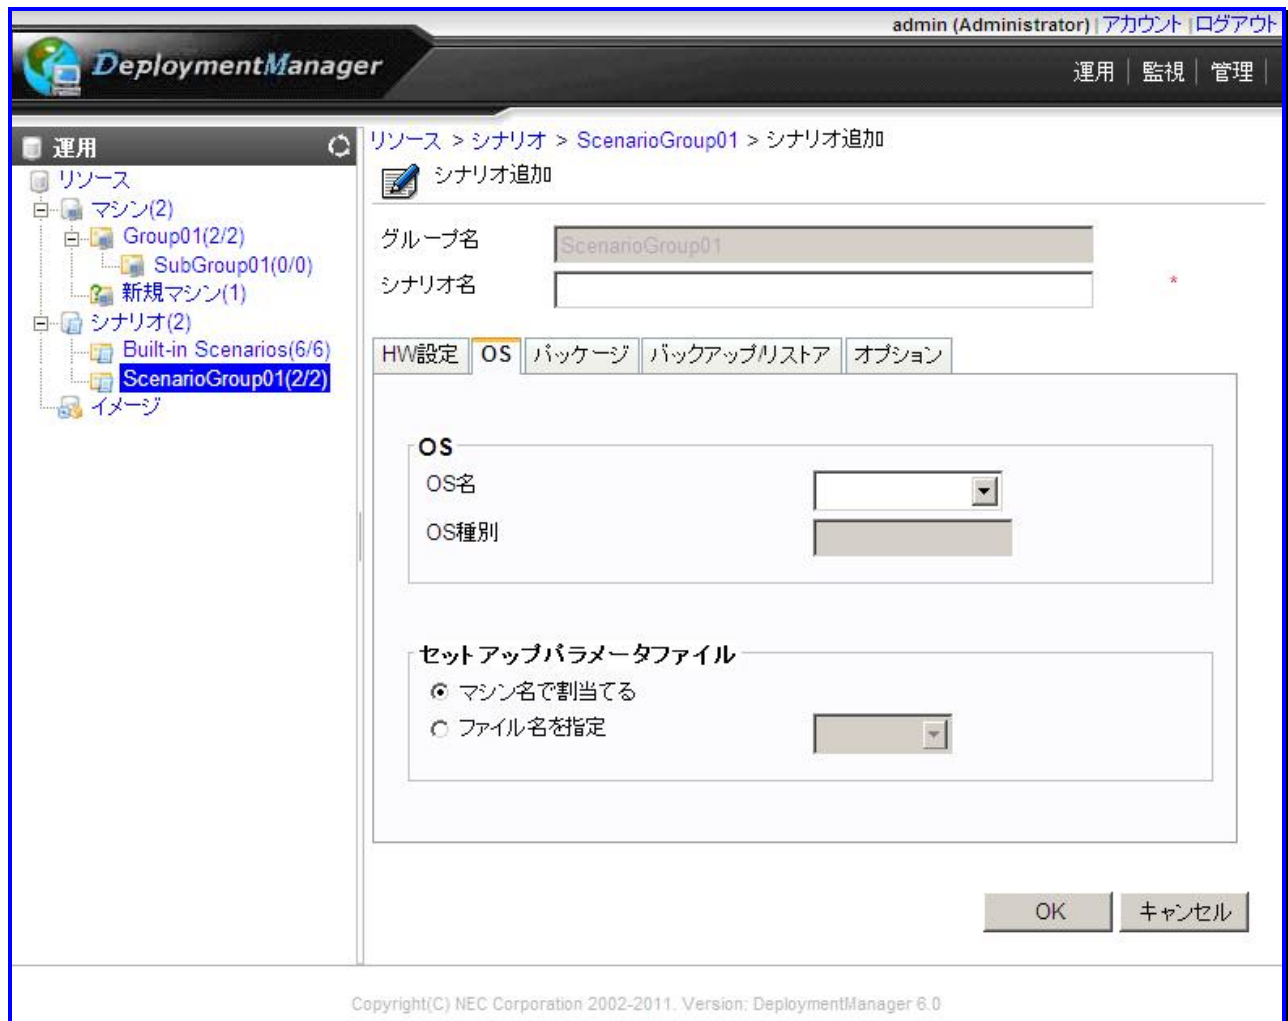 admin (Administrator) | アカウント | ログアウト
DeploymentManager
運用 | 監視 | 管理 |
運用
リソース
マシン(2)
Group01(2/2)
SubGroup01(0/0)
新規マシン(1)
シナリオ(2)
Built-in Scenarios(6/6)
ScenarioGroup01(2/2)
イメージ
リソース > シナリオ > ScenarioGroup01 > シナリオ追加
シナリオ追加
グループ名 ScenarioGroup01
シナリオ名 *
HW設定 OS パッケージ バックアップ/リストア オプション
OS
OS名
OS種別
セットアップパラメータファイル
マシン名で割当てる
ファイル名を指定
OK キャンセル
Copyright(C) NEC Corporation 2002-2011. Version: DeploymentManager 6.0